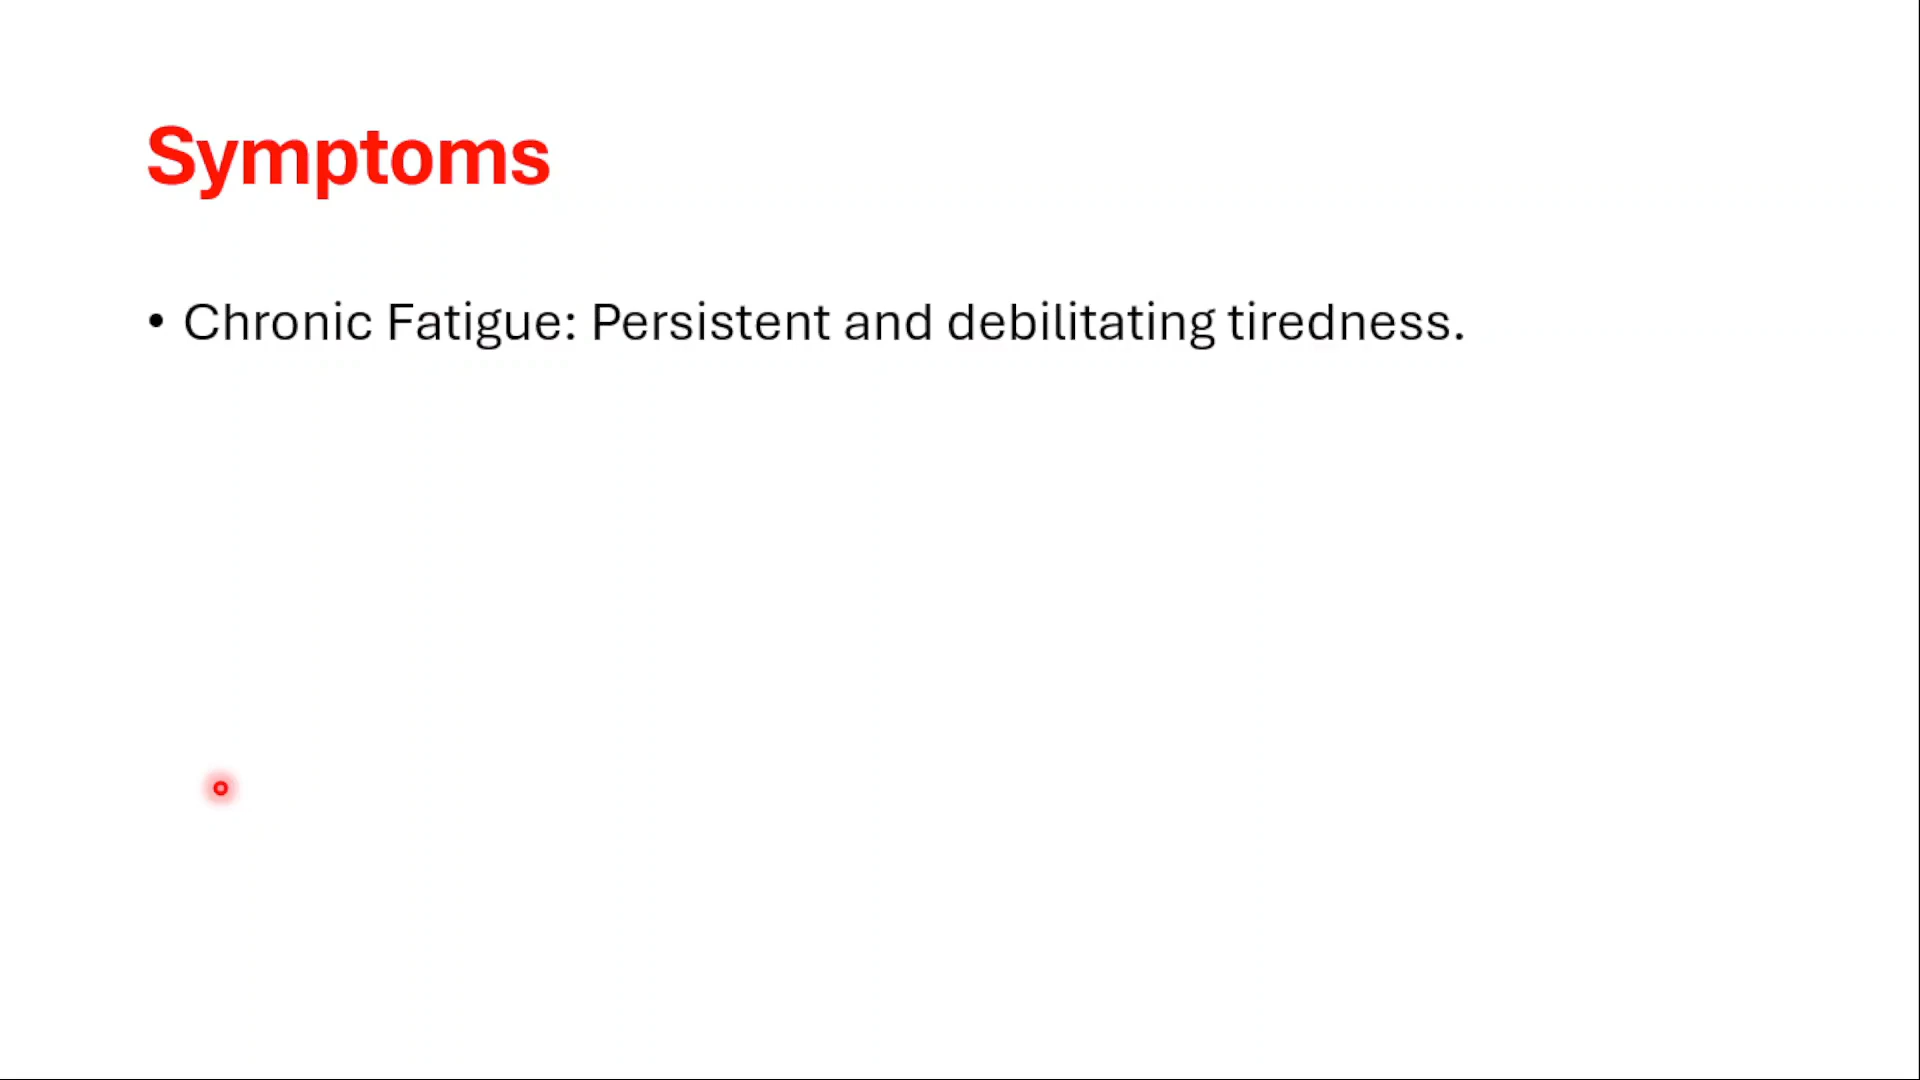 Symptoms
• Chronic Fatigue: Persistent and debilitating tiredness.